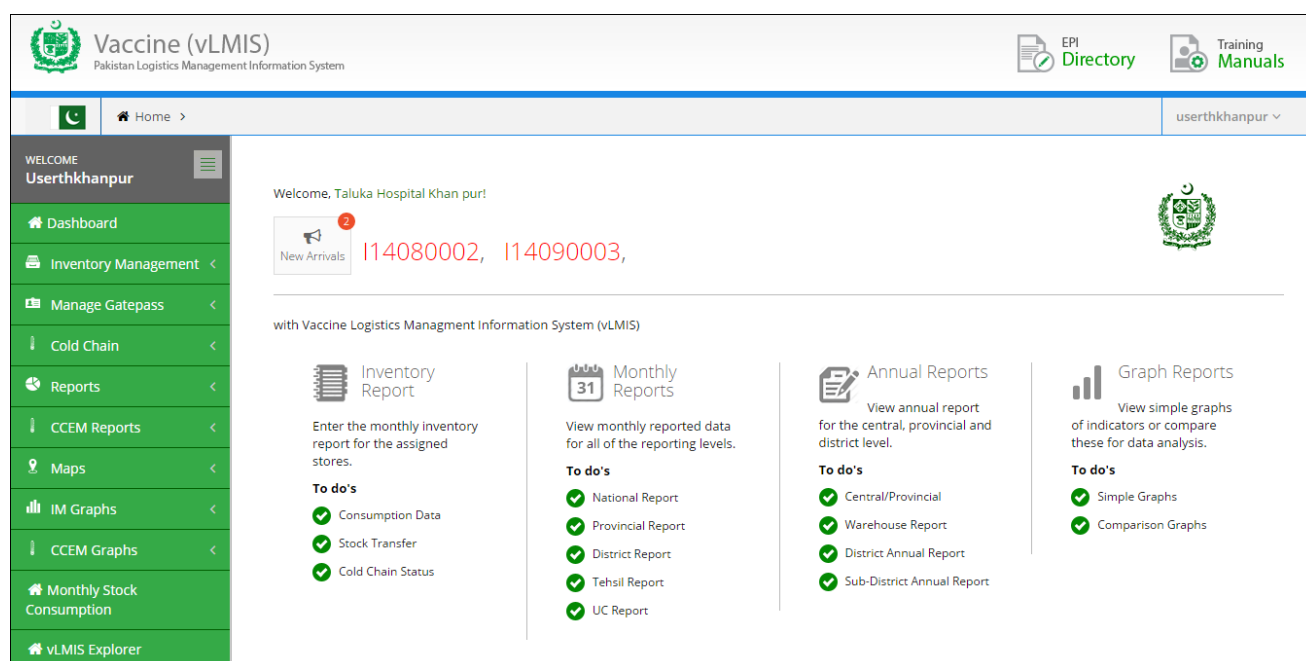 Vaccine (vLMIS)
Pakistan Logistics Management Information System
EPI
Directory
Training
Manuals
Home >
userthkhanpur
WELCOME
Userthkhanpur
Dashboard
Inventory Management
Manage Gatepass
Cold Chain
Reports
CCEM Reports
Maps
IM Graphs
CCEM Graphs
Monthly Stock
Consumption
vLMIS Explorer
Welcome, Taluka Hospital Khan pur!
2
New Arrivals
I14080002, I14090003,
with Vaccine Logistics Managment Information System (vLMIS)
Inventory
Report
Enter the monthly inventory
report for the assigned
stores.
To do's
Consumption Data
Stock Transfer
Cold Chain Status
31
Monthly
Reports
View monthly reported data
for all of the reporting levels.
To do's
National Report
Provincial Report
District Report
Tehsil Report
UC Report
Annual Reports
View annual report
for the central, provincial and
district level.
To do's
Central/Provincial
Warehouse Report
District Annual Report
Sub-District Annual Report
Graph Reports
View simple graphs
of indicators or compare
these for data analysis.
To do's
Simple Graphs
Comparison Graphs